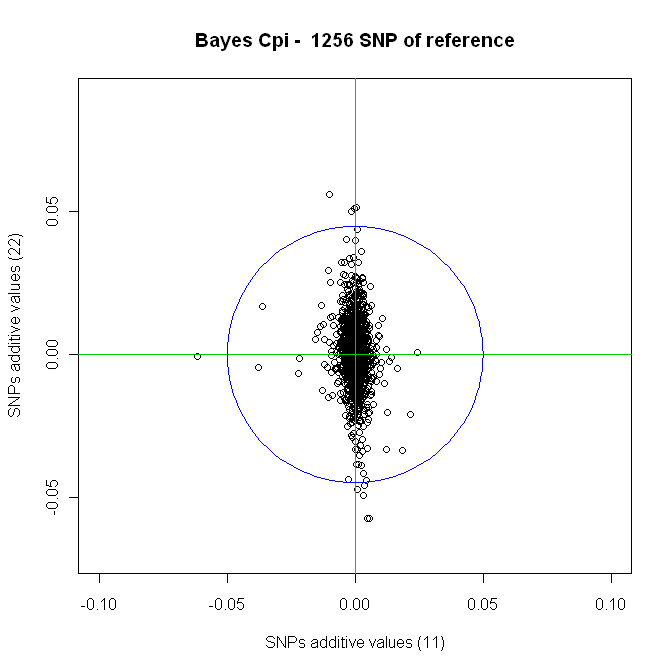 Bayes Cpi -  1256 SNP of reference
SNPs additive values (22)
0.05
0.00
-0.05
-0.10
-0.05
0.00
0.05
0.10
SNPs additive values (11)